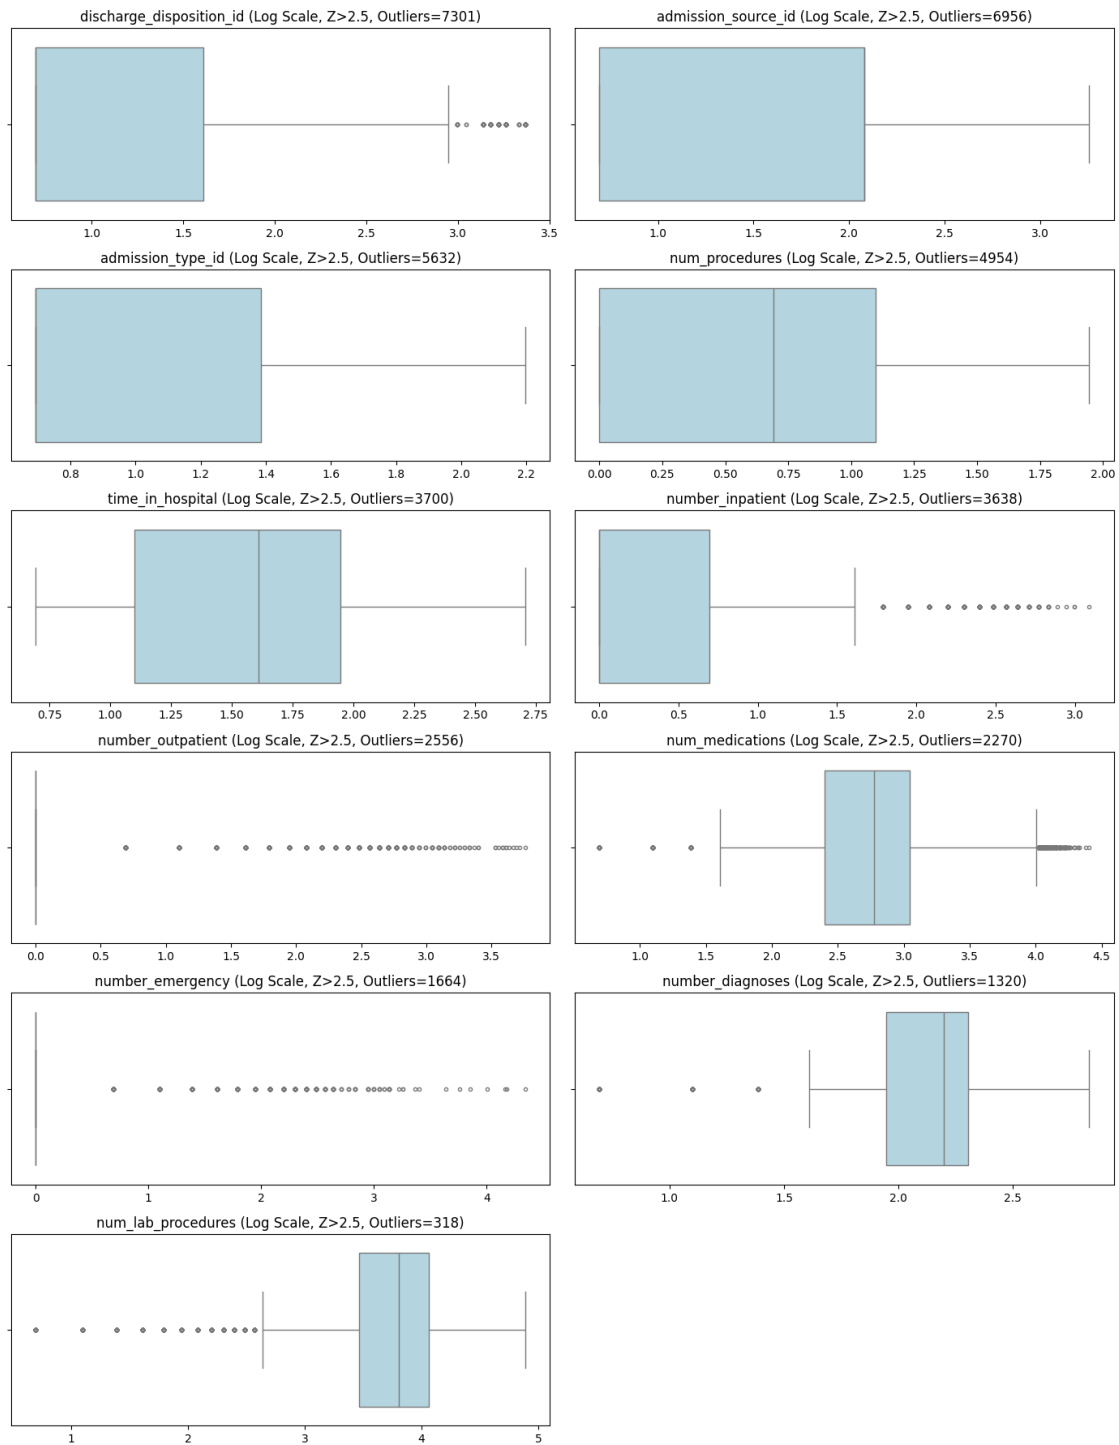 discharge_disposition_id (Log Scale, Z>2.5, Outliers=7301)
1.0 1.5 2.0 2.5 3.0 3.5
admission_source_id (Log Scale, Z>2.5, Outliers=6956)
1.0 1.5 2.0 2.5 3.0
admission_type_id (Log Scale, Z>2.5, Outliers=5632)
0.8 1.0 1.2 1.4 1.6 1.8 2.0 2.2
num_procedures (Log Scale, Z>2.5, Outliers=4954)
0.00 0.25 0.50 0.75 1.00 1.25 1.50 1.75 2.00
time_in_hospital (Log Scale, Z>2.5, Outliers=3700)
0.75 1.00 1.25 1.50 1.75 2.00 2.25 2.50 2.75
number_inpatient (Log Scale, Z>2.5, Outliers=3638)
0.0 0.5 1.0 1.5 2.0 2.5 3.0
number_outpatient (Log Scale, Z>2.5, Outliers=2556)
0.0 0.5 1.0 1.5 2.0 2.5 3.0 3.5
num_medications (Log Scale, Z>2.5, Outliers=2270)
1.0 1.5 2.0 2.5 3.0 3.5 4.0 4.5
number_emergency (Log Scale, Z>2.5, Outliers=1664)
0 1 2 3 4
number_diagnoses (Log Scale, Z>2.5, Outliers=1320)
1.0 1.5 2.0 2.5
num_lab_procedures (Log Scale, Z>2.5, Outliers=318)
1 2 3 4 5